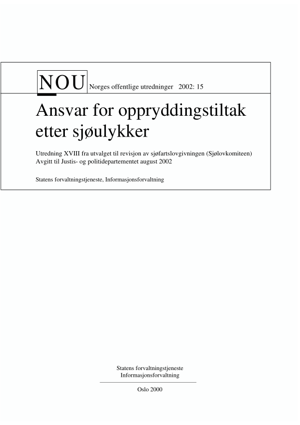 NOU Norges offentlige utredninger 2002: 15
Ansvar for oppryddingstiltak
etter sjøulykker
Utredning XVIII fra utvalget til revisjon av sjøfartslovgivningen (Sjølovkomiteen)
Avgitt til Justis- og politidepartementet august 2002
Statens forvaltningstjeneste, Informasjonsforvaltning
Statens forvaltningstjeneste
Informasjonsforvaltning
Oslo 2000